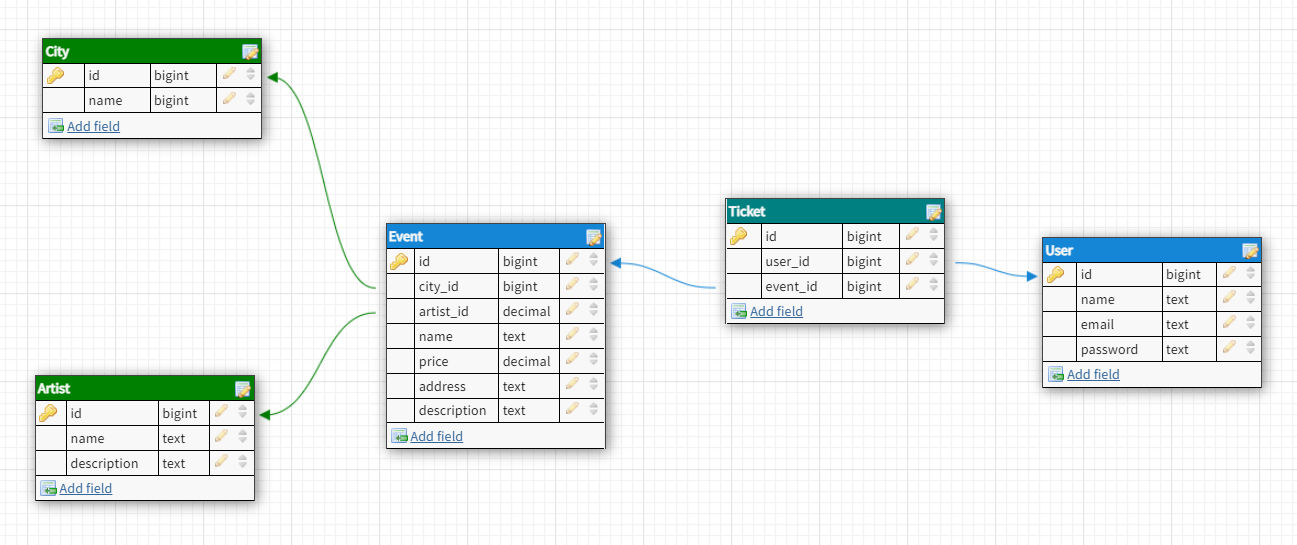 City
id bigint
name bigint
Add field
Artist
id bigint
name text
description text
Add field
Event
id bigint
city_id bigint
artist_id decimal
name text
price decimal
address text
description text
Add field
Ticket
id bigint
user_id bigint
event_id bigint
Add field
User
id bigint
name text
email text
password text
Add field